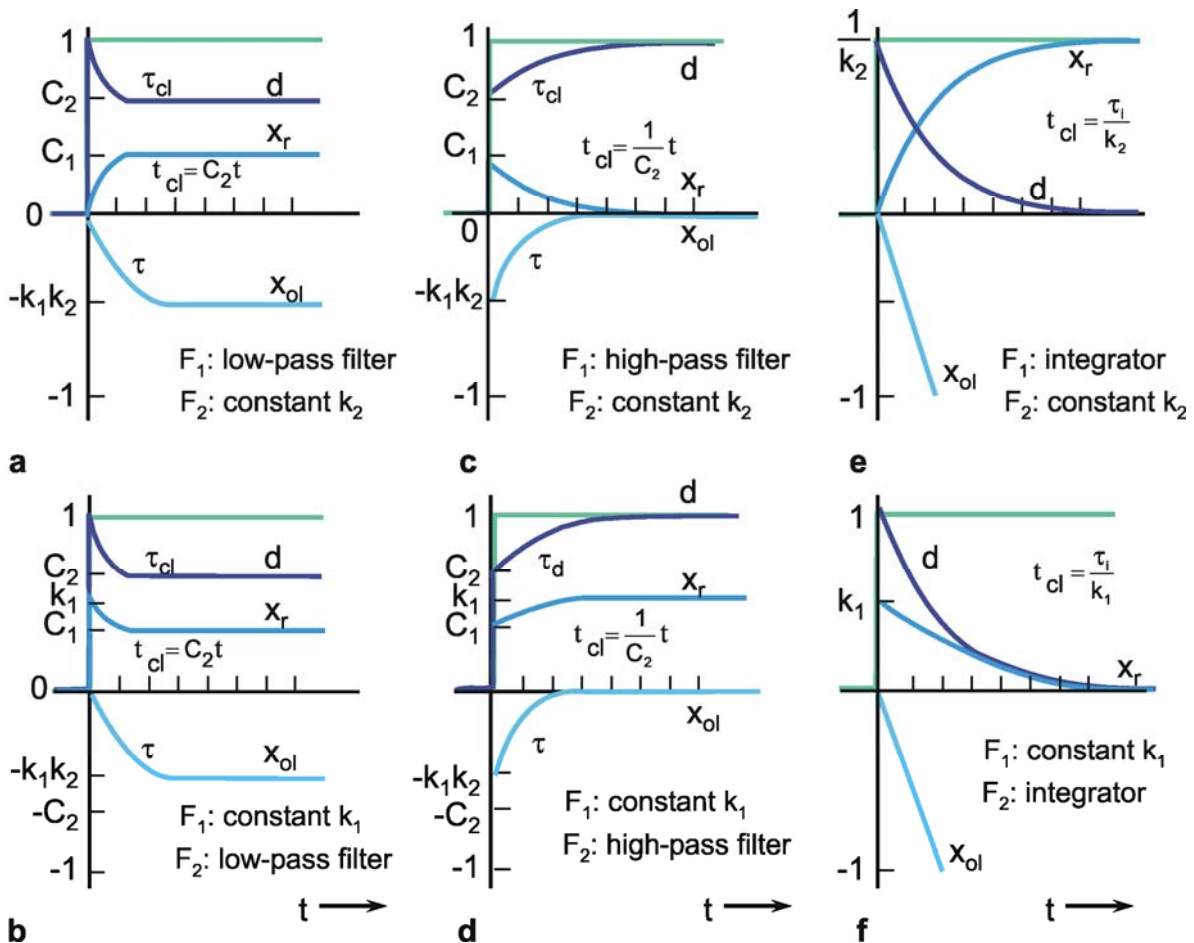 1
τcl
d
C2
xr
C1
tcl = C2t
0
τ
xol
-k1k2
F1: low-pass filter
F2: constant k2
-1
a
1
d
τcl
C2
C1
tcl = 1/C2 t
xr
0
xol
τ
-k1k2
F1: high-pass filter
F2: constant k2
-1
c
1/k2
xr
tcl = τi/k2
d
0
xol
F1: integrator
F2: constant k2
-1
e
1
τcl
d
C2
k1
xr
C1
tcl = C2t
0
τ
xol
-k1k2
-C2
F1: constant k1
F2: low-pass filter
-1
t
b
d
1
τd
C2
k1
xr
C1
tcl = 1/C2 t
0
xol
τ
-k1k2
-C2
F1: constant k1
F2: high-pass filter
-1
t
d
1
d
tcl = τi/k1
k1
xr
0
F1: constant k1
F2: integrator
-1
xol
t
f